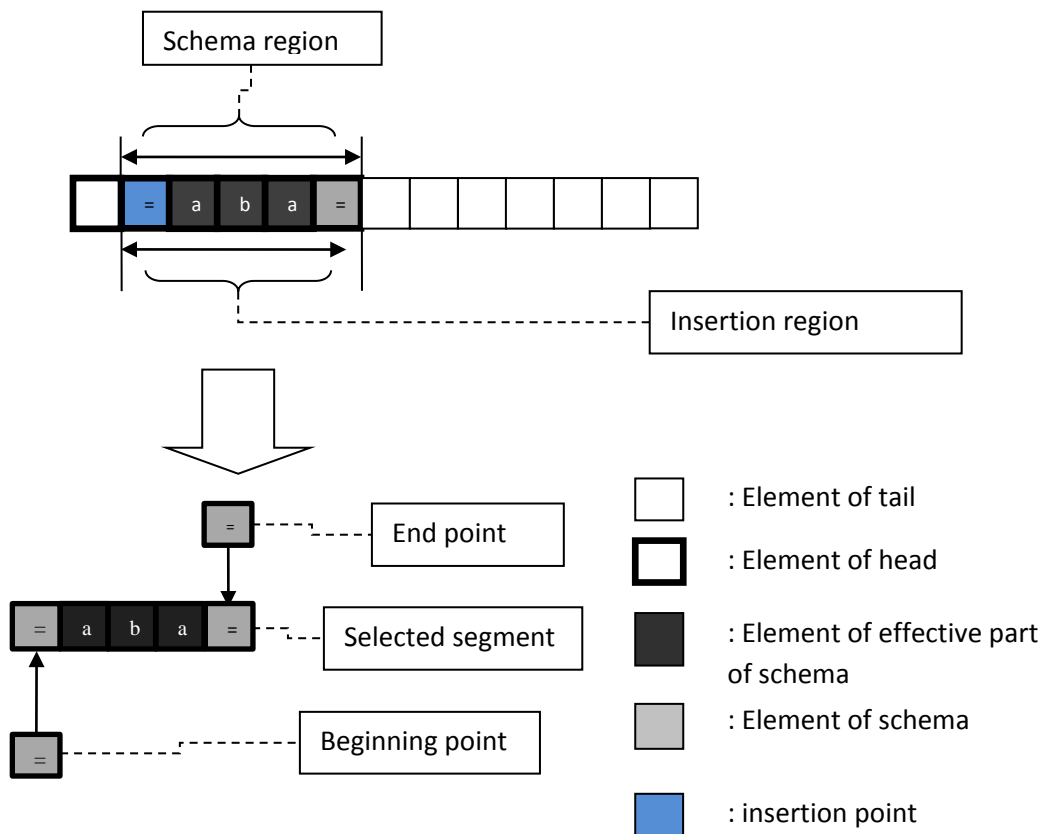 Schema region
= a b a =
Insertion region
=
End point
= a b a =
Selected segment
=
Beginning point
: Element of tail
: Element of head
: Element of effective part
of schema
: Element of schema
: insertion point